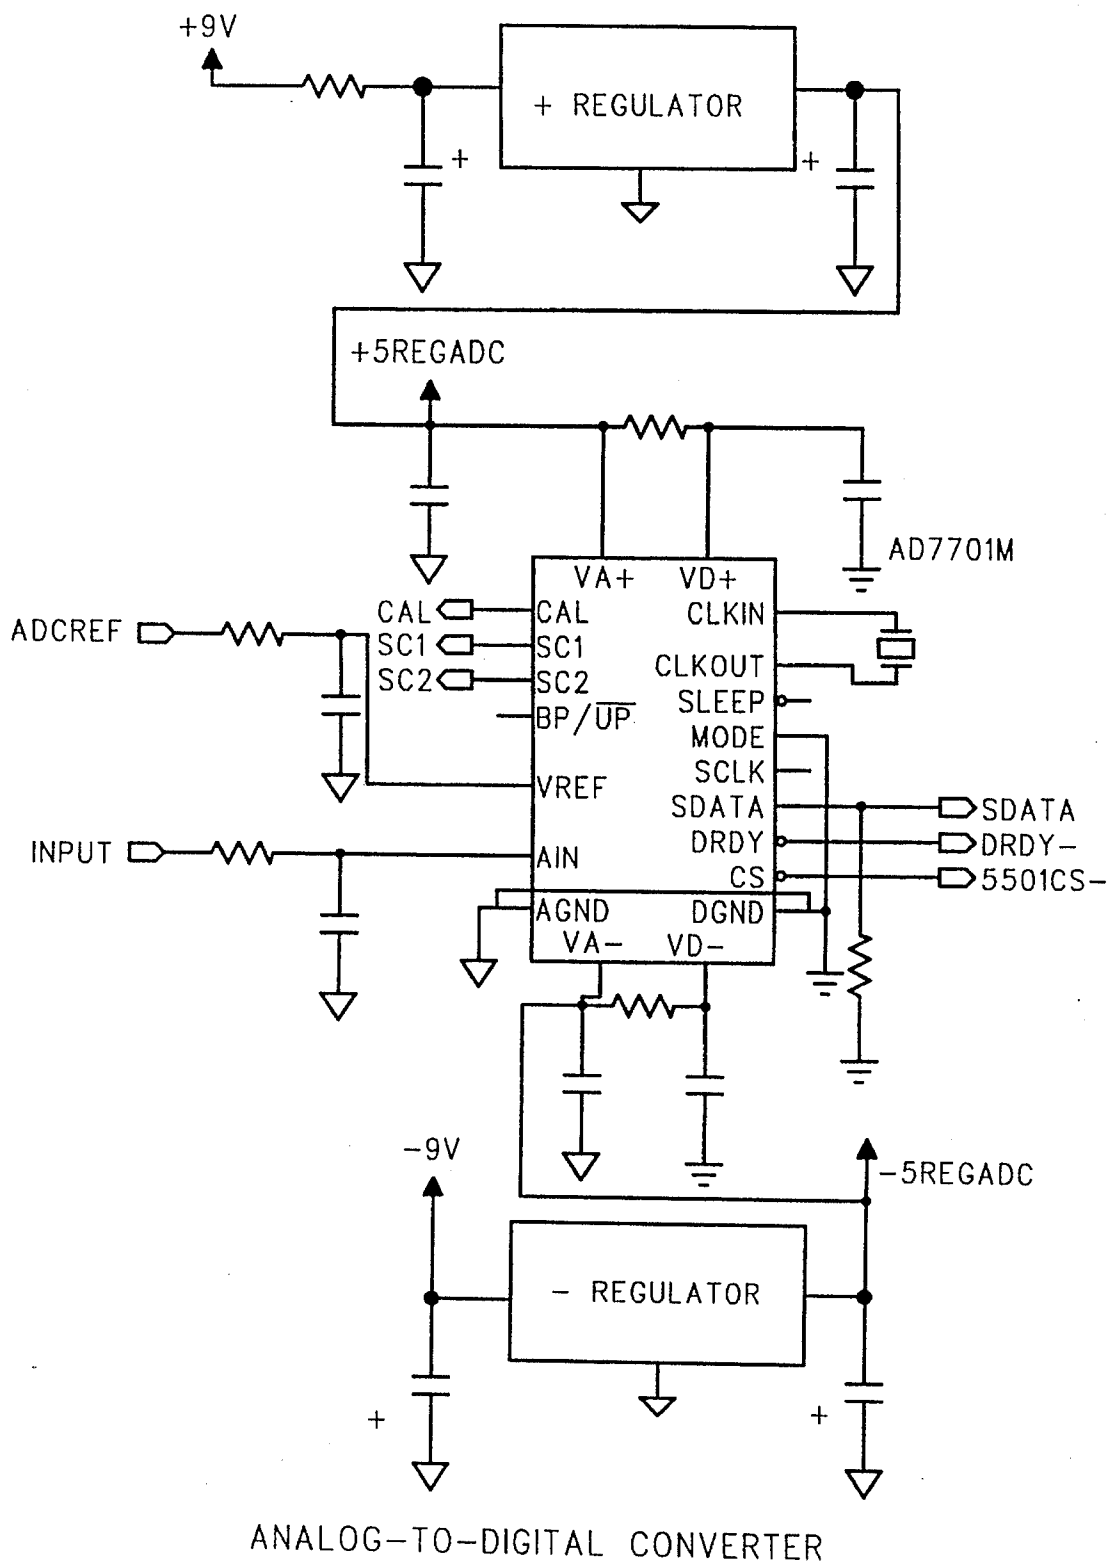 +9V
+ REGULATOR
+
+
+5REGADC
AD7701M
VA+ VD+
CAL CAL CLKIN
ADCREF
SC1 SC1
SC2 SC2 CLKOUT
SLEEP
BP/UP
MODE
SCLK
VREF
SDATA SDATA
DRDY DRDY-
INPUT AIN
CS 5501CS-
AGND DGND
VA- VD-
-9V
-5REGADC
- REGULATOR
+
+
ANALOG-TO-DIGITAL CONVERTER